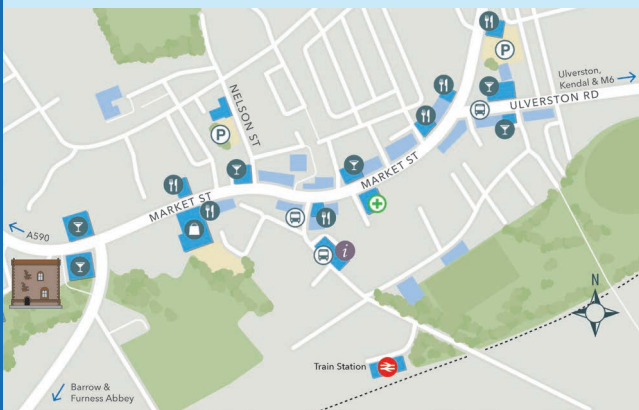 P
Ulverston,
Kendal & M6
ULVERSTON RD
NELSON ST
P
MARKET ST
MARKET ST
A590
i
N
Train Station
Barrow &
Furness Abbey